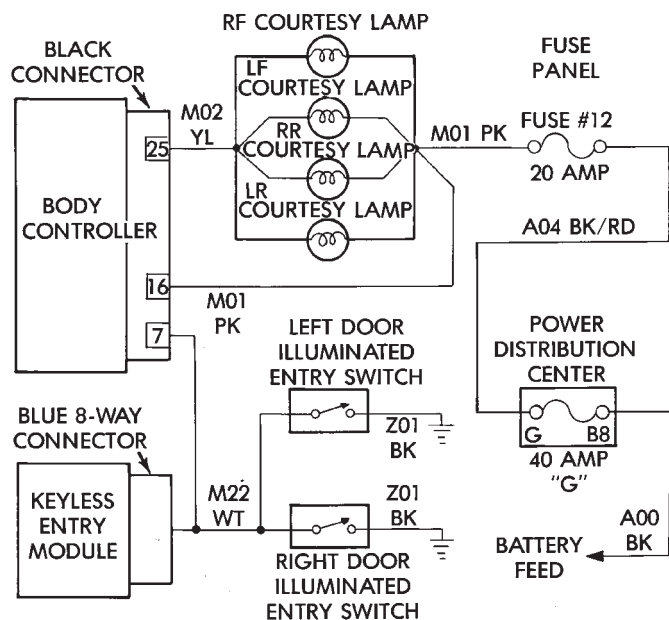 RF COURTESY LAMP
BLACK
CONNECTOR
LF
COURTESY LAMP
FUSE
PANEL
M02
YL
RR
COURTESY LAMP
M01 PK
FUSE #12
20 AMP
25
LR
COURTESY LAMP
BODY
CONTROLLER
A04 BK/RD
16
M01
PK
7
LEFT DOOR
ILLUMINATED
ENTRY SWITCH
POWER
DISTRIBUTION
CENTER
Z01
BK
G
B8
40 AMP
"G"
BLUE 8-WAY
CONNECTOR
KEYLESS
ENTRY
MODULE
M22
WT
Z01
BK
RIGHT DOOR
ILLUMINATED
ENTRY SWITCH
A00
BK
BATTERY
FEED